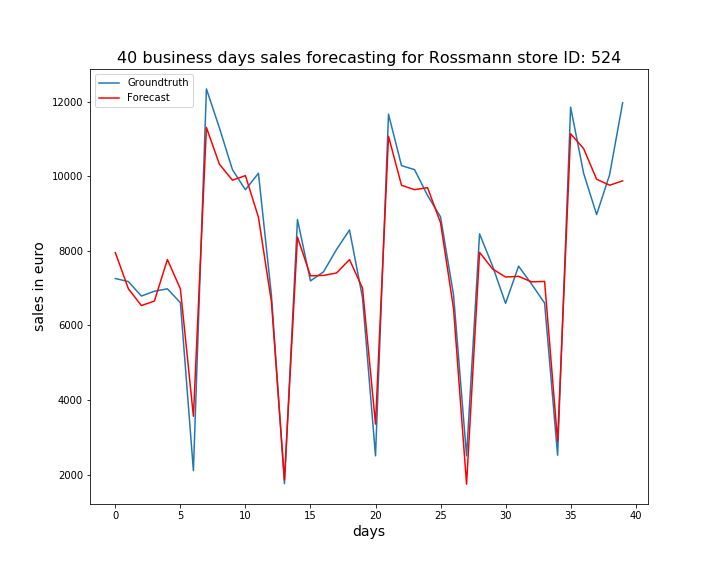 40 business days sales forecasting for Rossmann store ID: 524
Groundtruth
Forecast
12000
10000
8000
6000
4000
2000
sales in euro
0 5 10 15 20 25 30 35 40
days